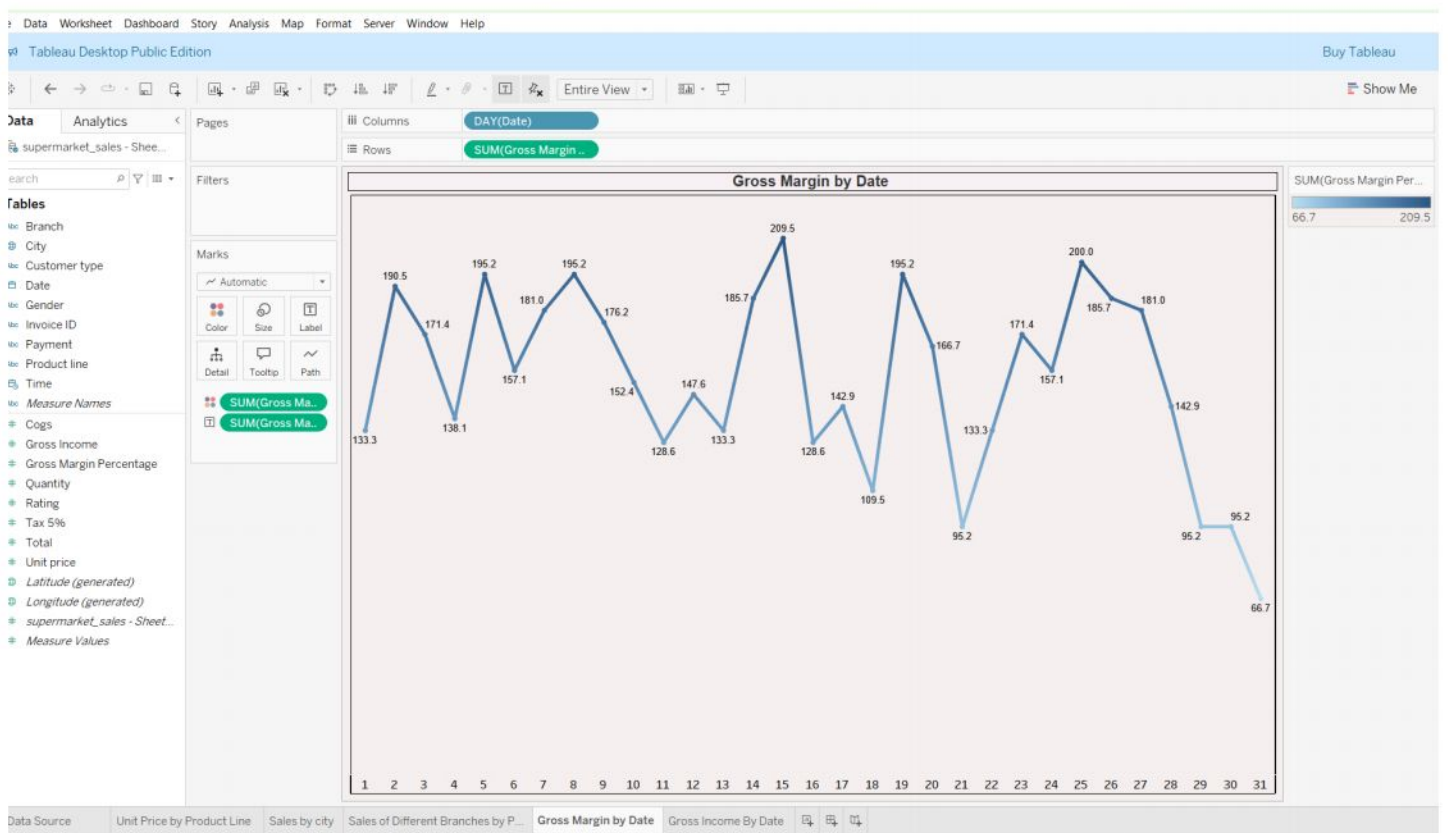 Data Worksheet Dashboard Story Analysis Map Format Server Window Help
Tableau Desktop Public Edition
Buy Tableau
Entire View
Show Me
Data
Analytics
Pages
Columns
DAY(Date)
supermarket_sales - Shee...
Rows
SUM(Gross Margin ..
earch
Filters
Gross Margin by Date
SUM(Gross Margin Per...
66.7 209.5
Tables
Abc Branch
City
Abc Customer type
Date
Abc Gender
Abc Invoice ID
Abc Payment
Abc Product line
Time
Abc Measure Names
Cogs
Gross Income
Gross Margin Percentage
Quantity
Rating
Tax 5%
Total
Unit price
Latitude (generated)
Longitude (generated)
supermarket_sales - Sheet...
Measure Values
Marks
Automatic
Color Size Label
Detail Tooltip Path
SUM(Gross Ma..
SUM(Gross Ma..
133.3
190.5
171.4
138.1
195.2
157.1
181.0
195.2
176.2
152.4
128.6
147.6
133.3
185.7
209.5
128.6
142.9
109.5
195.2
166.7
95.2
133.3
171.4
157.1
200.0
185.7
181.0
142.9
95.2
95.2
66.7
1 2 3 4 5 6 7 8 9 10 11 12 13 14 15 16 17 18 19 20 21 22 23 24 25 26 27 28 29 30 31
Data Source
Unit Price by Product Line
Sales by city
Sales of Different Branches by P...
Gross Margin by Date
Gross Income By Date